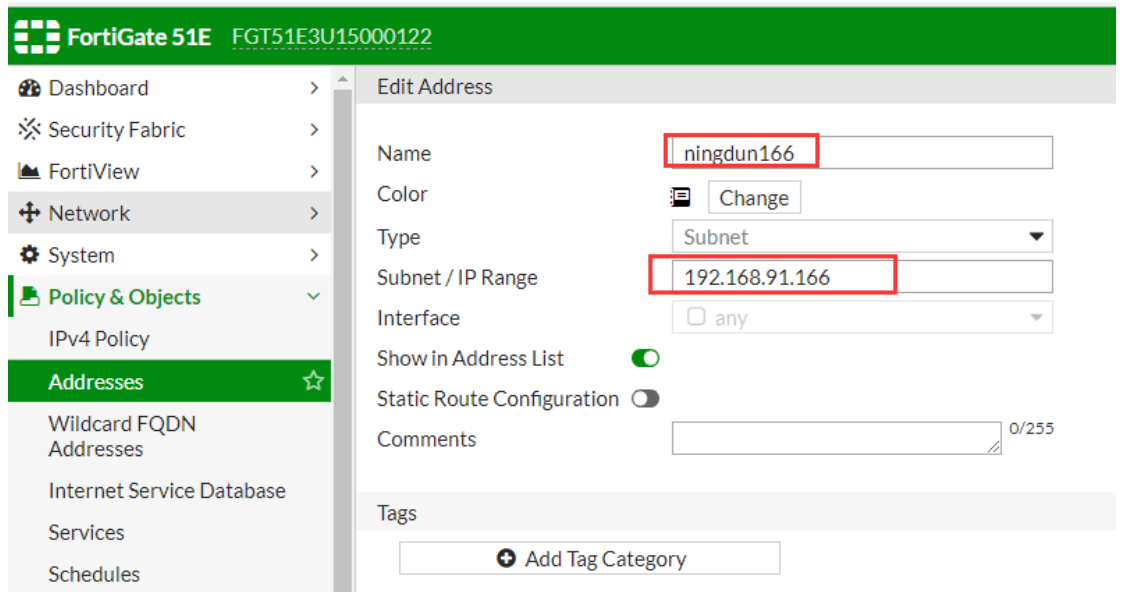 FortiGate 51E FGT51E3U15000122
Dashboard
Security Fabric
FortiView
Network
System
Policy & Objects
IPv4 Policy
Addresses
Wildcard FQDN
Addresses
Internet Service Database
Services
Schedules
Edit Address
Name ningdun166
Color Change
Type Subnet
Subnet / IP Range 192.168.91.166
Interface any
Show in Address List
Static Route Configuration
Comments 0/255
Tags
Add Tag Category